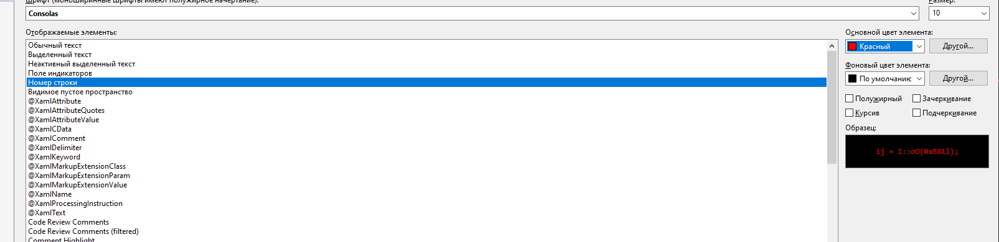 Шрифт (моноширинные шрифты имеют полужирное начертание):
Размер:
Consolas
10
Отображаемые элементы:
Основной цвет элемента:
Обычный текст
Выделенный текст
Неактивный выделенный текст
Поле индикаторов
Номер строки
Видимое пустое пространство
@XamlAttribute
@XamlAttributeQuotes
@XamlAttributeValue
@XamlCData
@XamlComment
@XamlDelimiter
@XamlKeyword
@XamlMarkupExtensionClass
@XamlMarkupExtensionParam
@XamlMarkupExtensionValue
@XamlName
@XamlProcessingInstruction
@XamlText
Code Review Comments
Code Review Comments (filtered)
Comment Highlight
Красный
Другой...
Фоновый цвет элемента:
По умолчанию
Другой...
Полужирный
Зачеркивание
Курсив
Подчеркивание
Образец:
ij = I::oO(0xB81l);